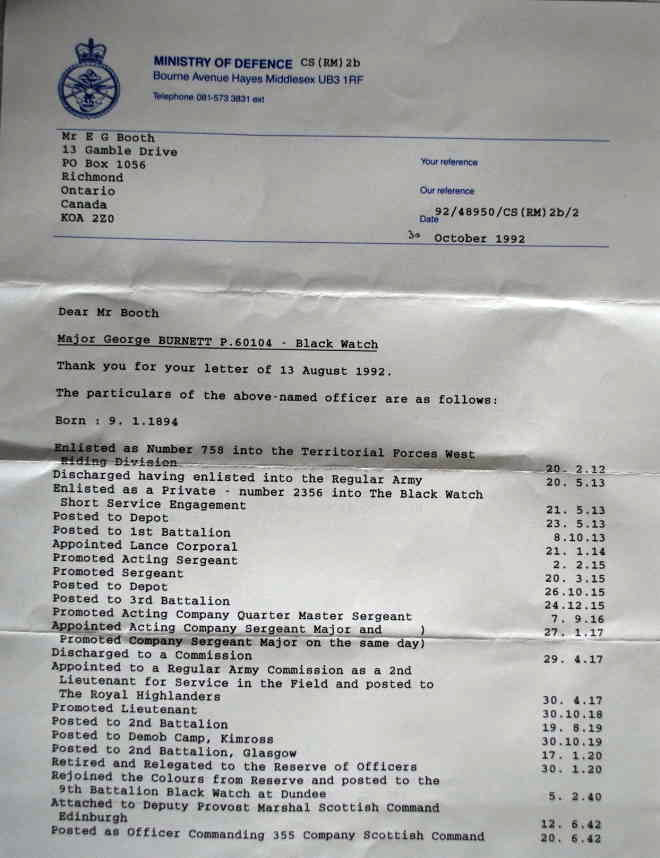 MINISTRY OF DEFENCE CS(RM)2b
Bourne Avenue Hayes Middlesex UB3 1RF
Telephone 081-573 3831 ext
Mr E G Booth
13 Gamble Drive
PO Box 1056
Richmond
Ontario
Canada
KOA 2Z0
Your reference
Our reference
92/48950/CS(RM)2b/2
Date
30 October 1992
Dear Mr Booth
Major George BURNETT P.60104 - Black Watch
Thank you for your letter of 13 August 1992.
The particulars of the above-named officer are as follows:
Born : 9. 1.1894
Enlisted as Number 758 into the Territorial Forces West
Riding Division 20. 2.12
Discharged having enlisted into the Regular Army 20. 5.13
Enlisted as a Private - number 2356 into The Black Watch
Short Service Engagement 21. 5.13
Posted to Depot 23. 5.13
Posted to 1st Battalion 8.10.13
Appointed Lance Corporal 21. 1.14
Promoted Acting Sergeant 2. 2.15
Promoted Sergeant 20. 3.15
Posted to Depot 26.10.15
Posted to 3rd Battalion 24.12.15
Promoted Acting Company Quarter Master Sergeant 7. 9.16
Appointed Acting Company Sergeant Major and ) 27. 1.17
Promoted Company Sergeant Major on the same day)
Discharged to a Commission 29. 4.17
Appointed to a Regular Army Commission as a 2nd
Lieutenant for Service in the Field and posted to
The Royal Highlanders 30. 4.17
Promoted Lieutenant 30.10.18
Posted to 2nd Battalion 19. 8.19
Posted to Demob Camp, Kimross 30.10.19
Posted to 2nd Battalion, Glasgow 17. 1.20
Retired and Relegated to the Reserve of Officers 30. 1.20
Rejoined the Colours from Reserve and posted to the
9th Battalion Black Watch at Dundee 5. 2.40
Attached to Deputy Provost Marshal Scottish Command
Edinburgh 12. 6.42
Posted as Officer Commanding 355 Company Scottish Command 20. 6.42